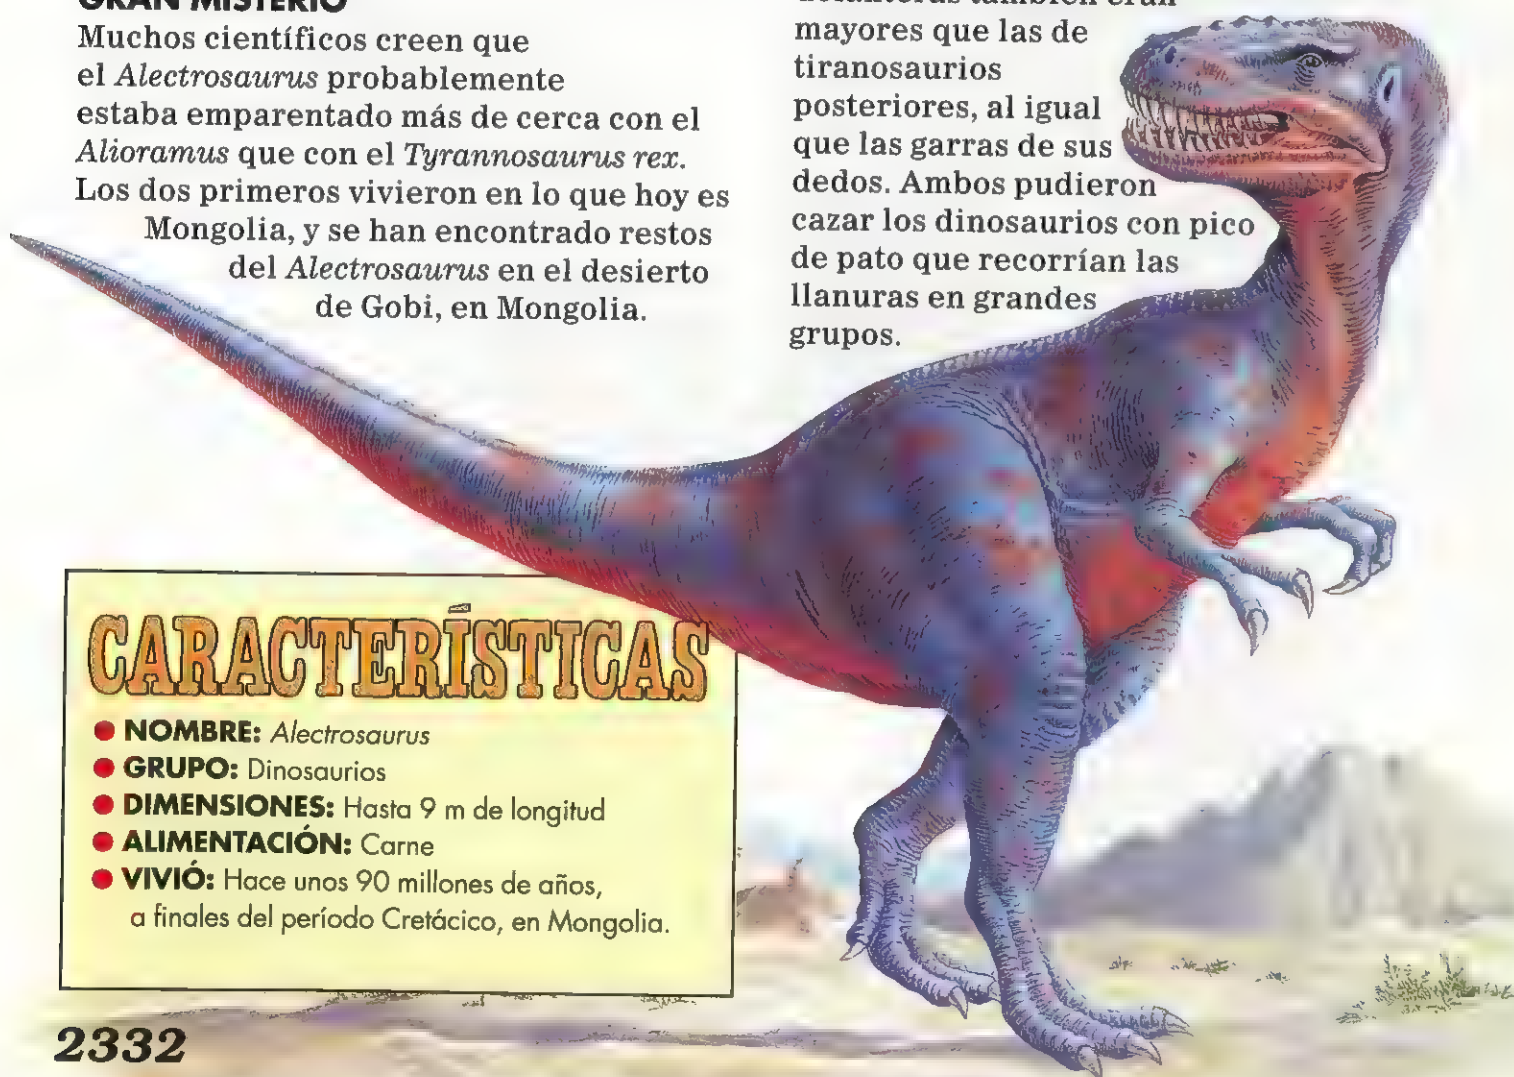 GRAN MISTERIO
Muchos científicos creen que
el Alectrosaurus probablemente
estaba emparentado más de cerca con el
Alioramus que con el Tyrannosaurus rex.
Los dos primeros vivieron en lo que hoy es
Mongolia, y se han encontrado restos
del Alectrosaurus en el desierto
de Gobi, en Mongolia.
también eran
mayores que las de
tiranosaurios
posteriores, al igual
que las garras de sus
dedos. Ambos pudieron
cazar los dinosaurios con pico
de pato que recorrían las
llanuras en grandes
grupos.
CARACTERÍSTICAS
● NOMBRE: Alectrosaurus
● GRUPO: Dinosaurios
● DIMENSIONES: Hasta 9 m de longitud
● ALIMENTACIÓN: Carne
● VIVIÓ: Hace unos 90 millones de años,
a finales del período Cretácico, en Mongolia.
2332